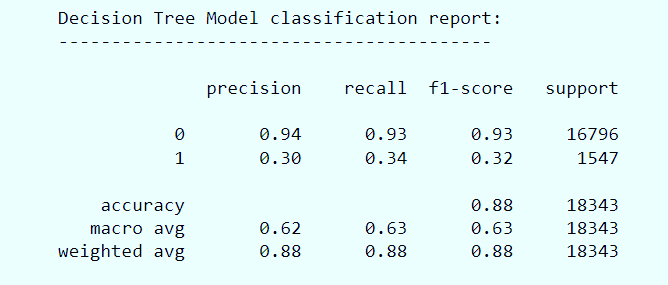 Decision Tree Model classification report:
-----------------------------------------
precision recall f1-score support
0 0.94 0.93 0.93 16796
1 0.30 0.34 0.32 1547
accuracy 0.88 18343
macro avg 0.62 0.63 0.63 18343
weighted avg 0.88 0.88 0.88 18343